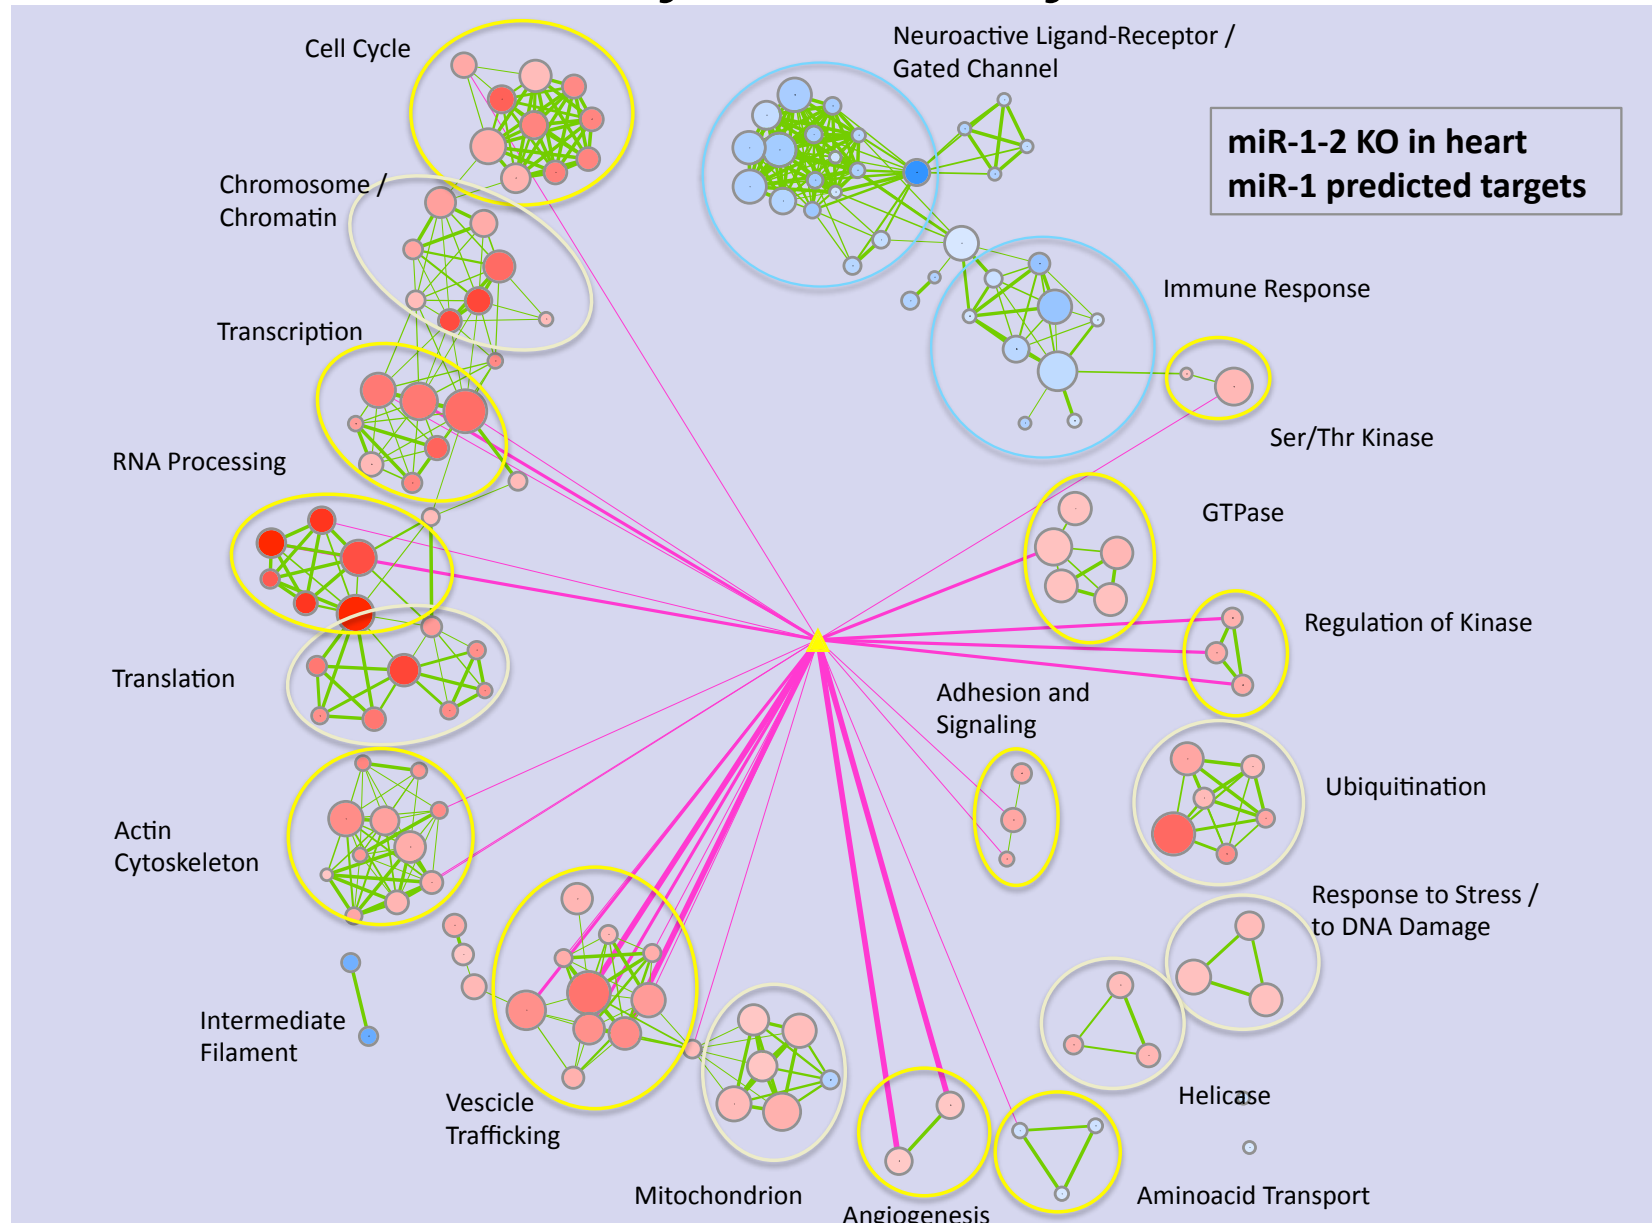 Cell Cycle
Neuroactive Ligand-Receptor /
Gated Channel
miR-1-2 KO in heart
miR-1 predicted targets
Chromosome /
Chromatin
Immune Response
Transcription
Ser/Thr Kinase
RNA Processing
GTPase
Regulation of Kinase
Translation
Adhesion and
Signaling
Ubiquitination
Actin
Cytoskeleton
Response to Stress /
to DNA Damage
Intermediate
Filament
Vescicle
Trafficking
Helicase
Mitochondrion
Aminoacid Transport
Angiogenesis